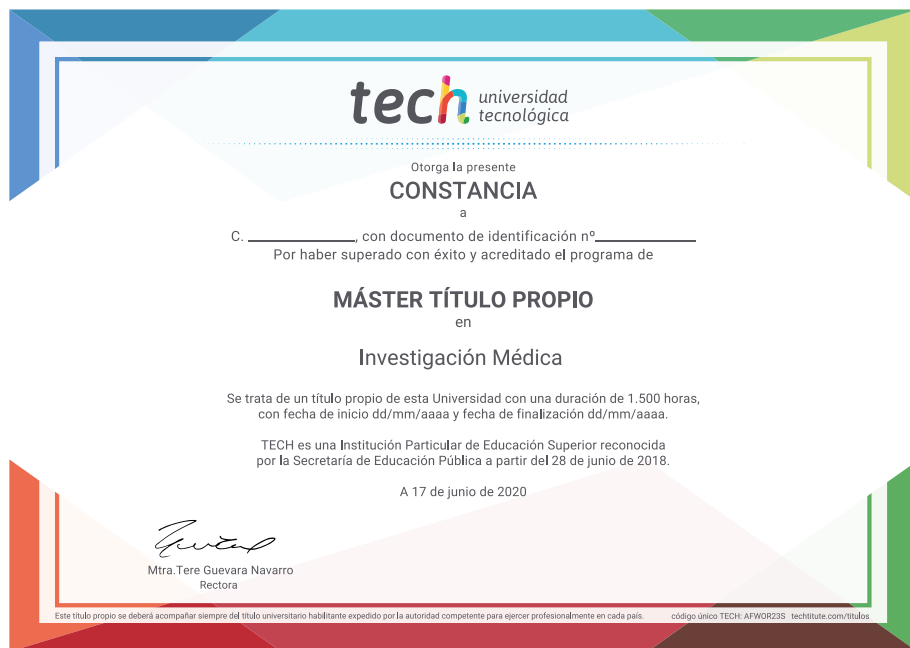 tech universidad
tecnológica
Otorga la presente
CONSTANCIA
a
C. ____________, con documento de identificación nº____________
Por haber superado con éxito y acreditado el programa de
MÁSTER TÍTULO PROPIO
en
Investigación Médica
Se trata de un título propio de esta Universidad con una duración de 1.500 horas,
con fecha de inicio dd/mm/aaaa y fecha de finalización dd/mm/aaaa.
TECH es una Institución Particular de Educación Superior reconocida
por la Secretaría de Educación Pública a partir del 28 de junio de 2018.
A 17 de junio de 2020
Mtra.Tere Guevara Navarro
Rectora
Este título propio se deberá acompañar siempre del título universitario habilitante expedido por la autoridad competente para ejercer profesionalmente en cada país. código único TECH: AFWOR23S techtitute.com/titulos